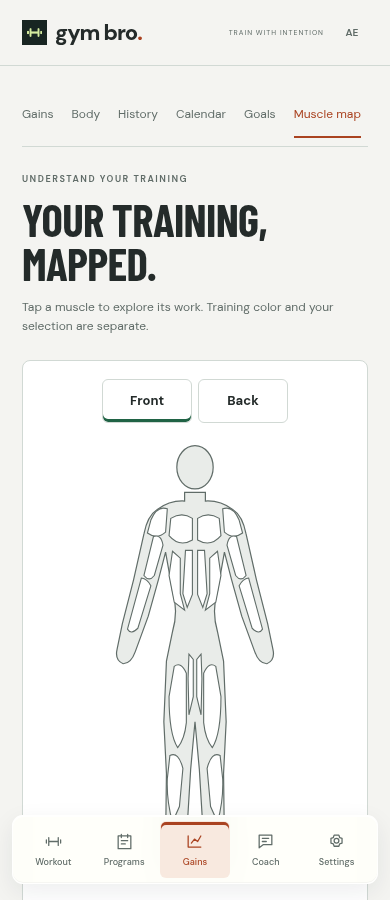 gym bro.
TRAIN WITH INTENTION
AE
Gains Body History Calendar Goals Muscle map
UNDERSTAND YOUR TRAINING
YOUR TRAINING,
MAPPED.
Tap a muscle to explore its work. Training color and your
selection are separate.
Front Back
Workout Programs Gains Coach Settings